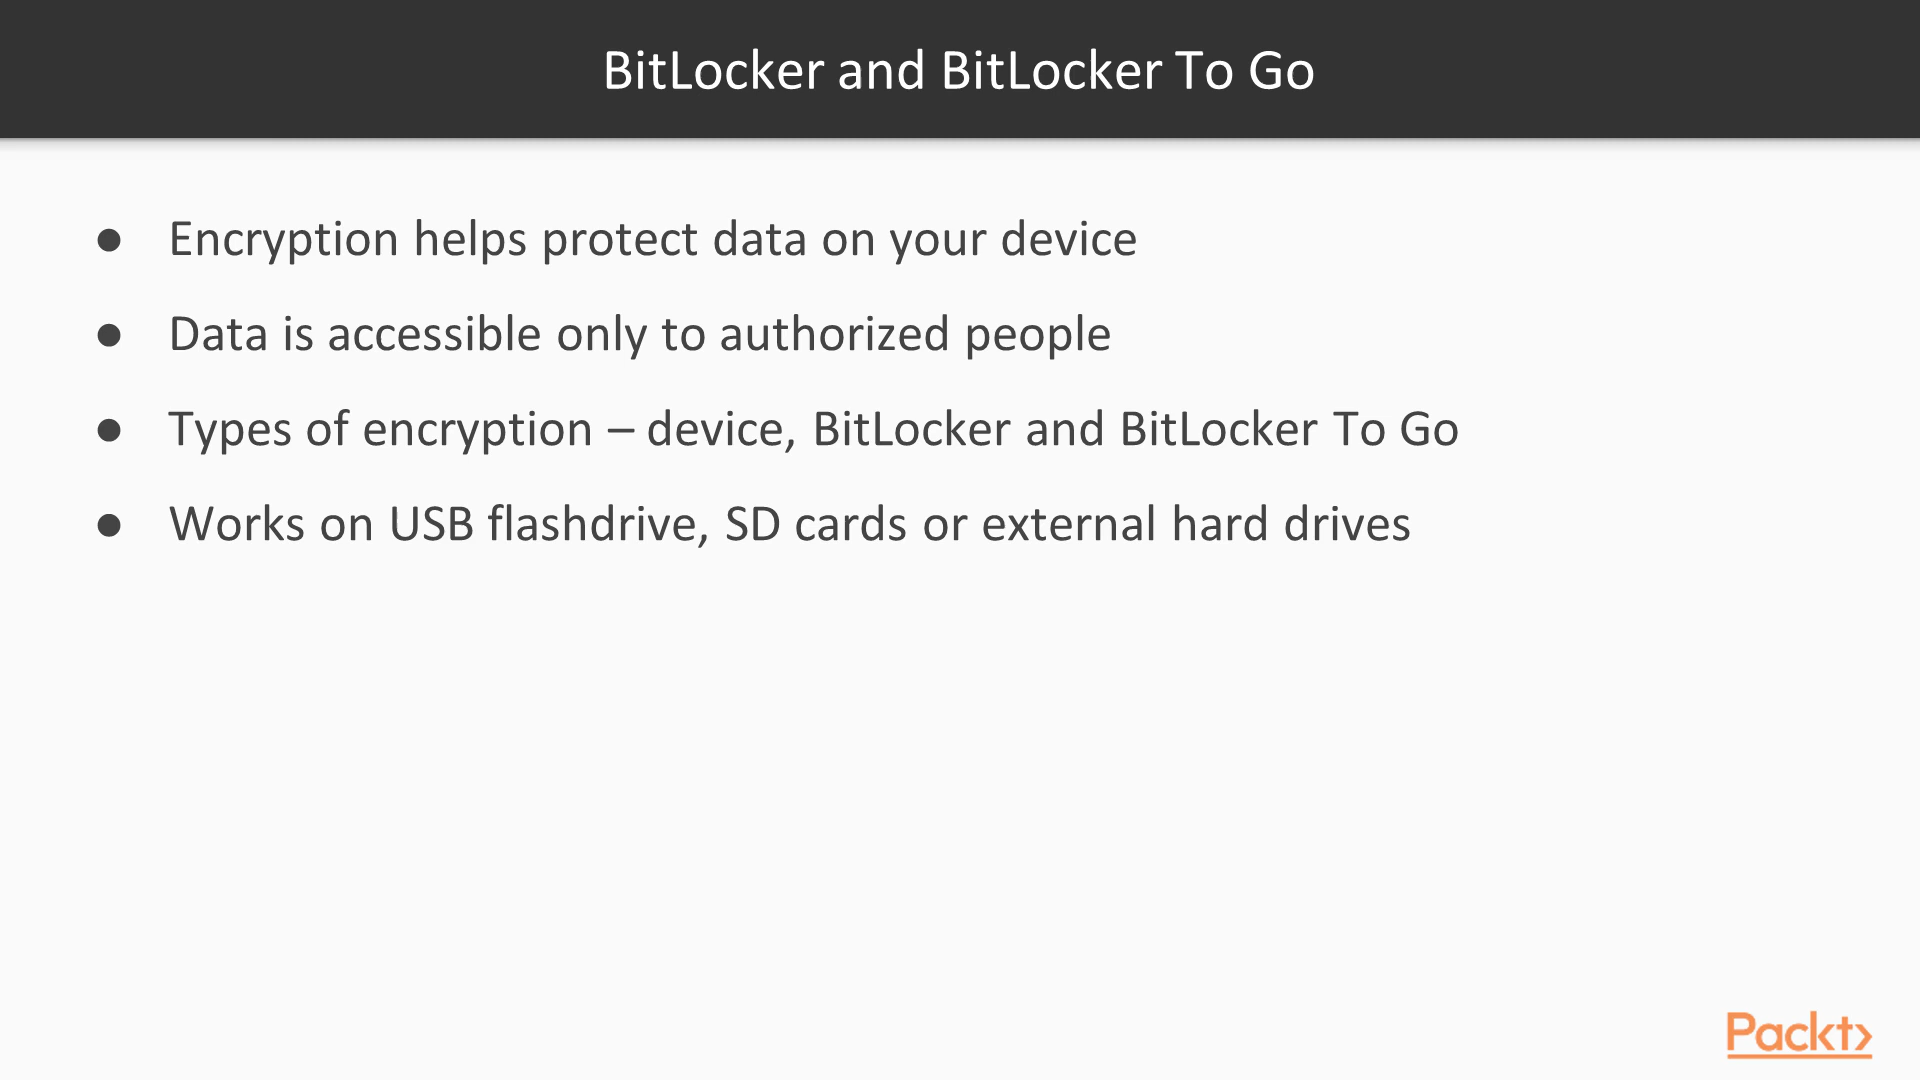 BitLocker and BitLocker To Go
● Encryption helps protect data on your device
● Data is accessible only to authorized people
● Types of encryption – device, BitLocker and BitLocker To Go
● Works on USB flashdrive, SD cards or external hard drives
Packt>